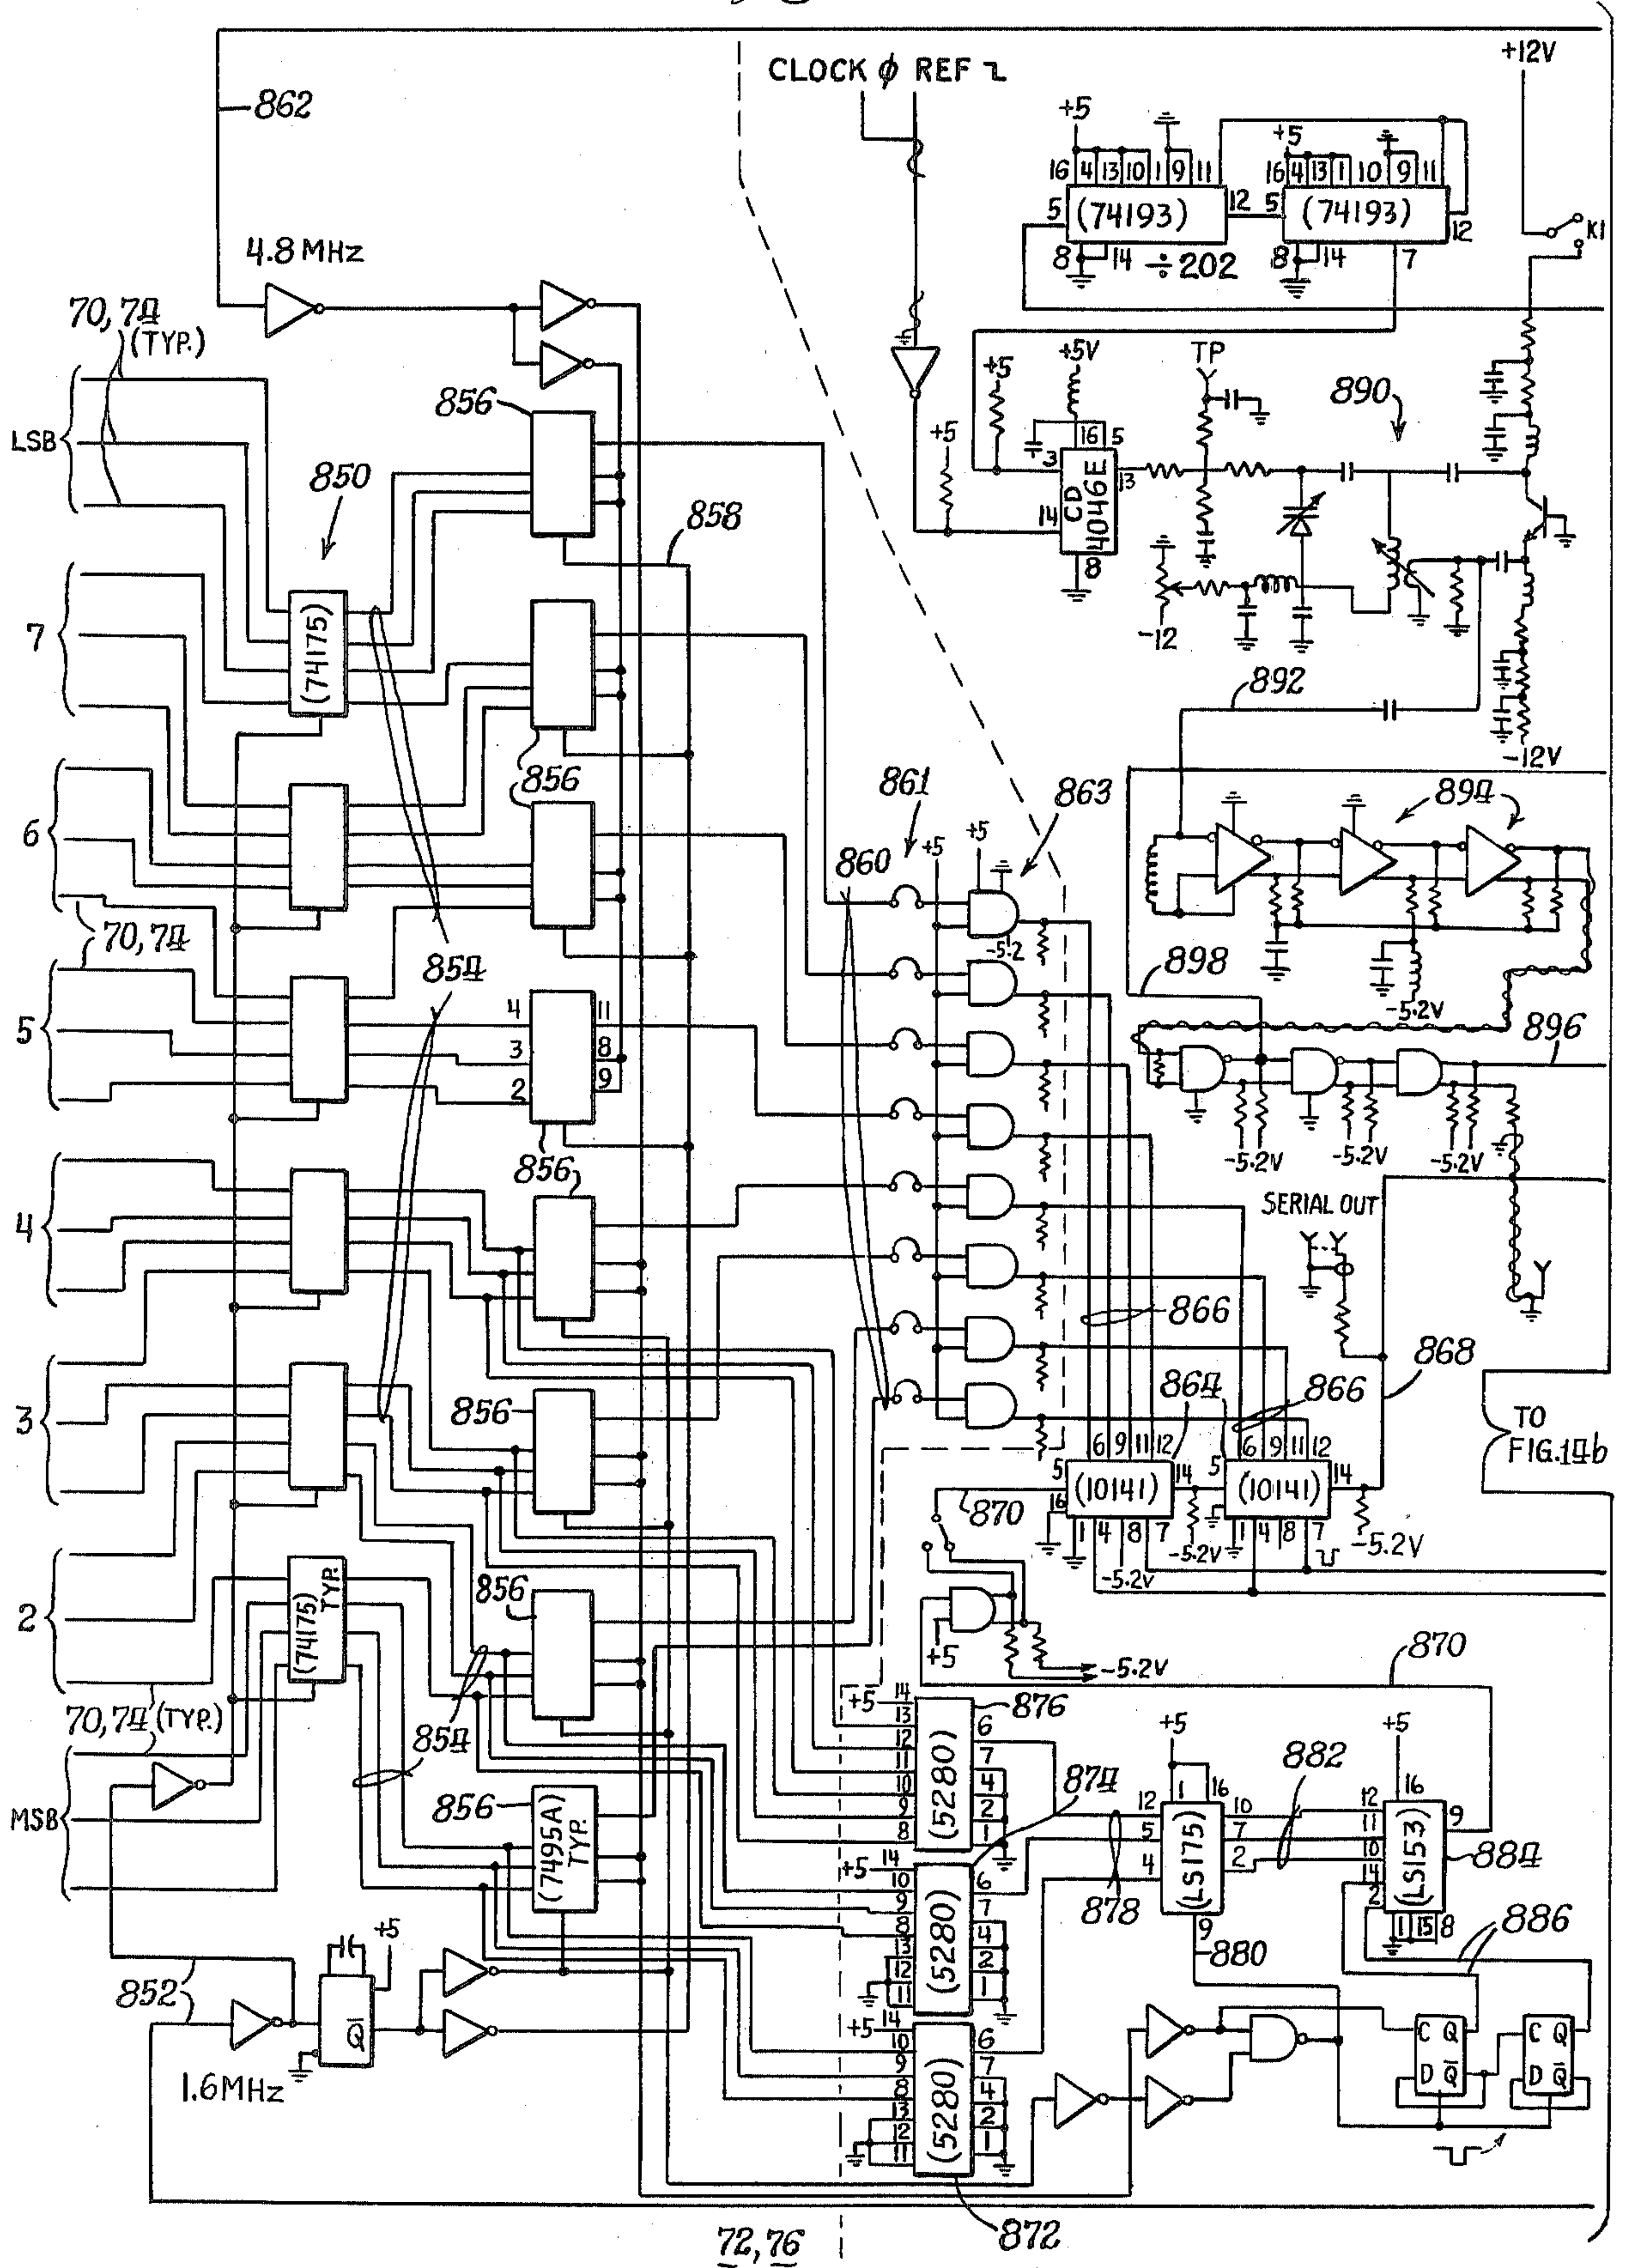 CLOCK ϕ REF
+12V
862
+5
+5
16 4 13 10 1 9 11
16 4 13 1 10 9 11
5 (74193) 12
5 (74193) 12
K1
8 14 ÷202
8 14 7
4.8 MHz
70, 74 (TYP.)
+5V
TP
+5
890
856
+5
LSB
16 5
3
CD 4046E
13
14
8
850
858
-12
7
(74175)
892
-12V
856
861
863
894
6
+5
+5
860
-5.2
70, 74
854
898
-5.2V
896
5
4 11
3 8
2 9
-5.2V
-5.2V
-5.2V
856
4
SERIAL OUT
866
868
864
866
3
856
TO
FIG.14b
6 9 11 12
6 9 11 12
5 (10141) 14
5 (10141) 14
16
870
1 4 8 7
1 4 8 7
-5.2V
-5.2V
-5.2V
856
2
(74175) TYP.
+5
-5.2V
870
70, 74 (TYP.)
854
+5
14
13
12
11
10
9
8
(5280)
6
7
4
2
1
876
+5
+5
882
874
MSB
856
(7495A) TYP.
12
5
4
1 16
(LS175)
10
7
2
9
12
11
10
14
2
16
(LS153)
9
1 15 8
884
+5
14
10
9
8
13
12
11
(5280)
6
7
4
2
1
878
880
886
+5
852
Q̅
1.6 MHz
+5
14
10
9
8
13
12
11
(5280)
6
7
4
2
1
C Q
D Q̅
C Q
D Q̅
872
72, 76